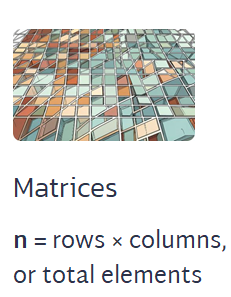 Matrices
n = rows × columns,
or total elements